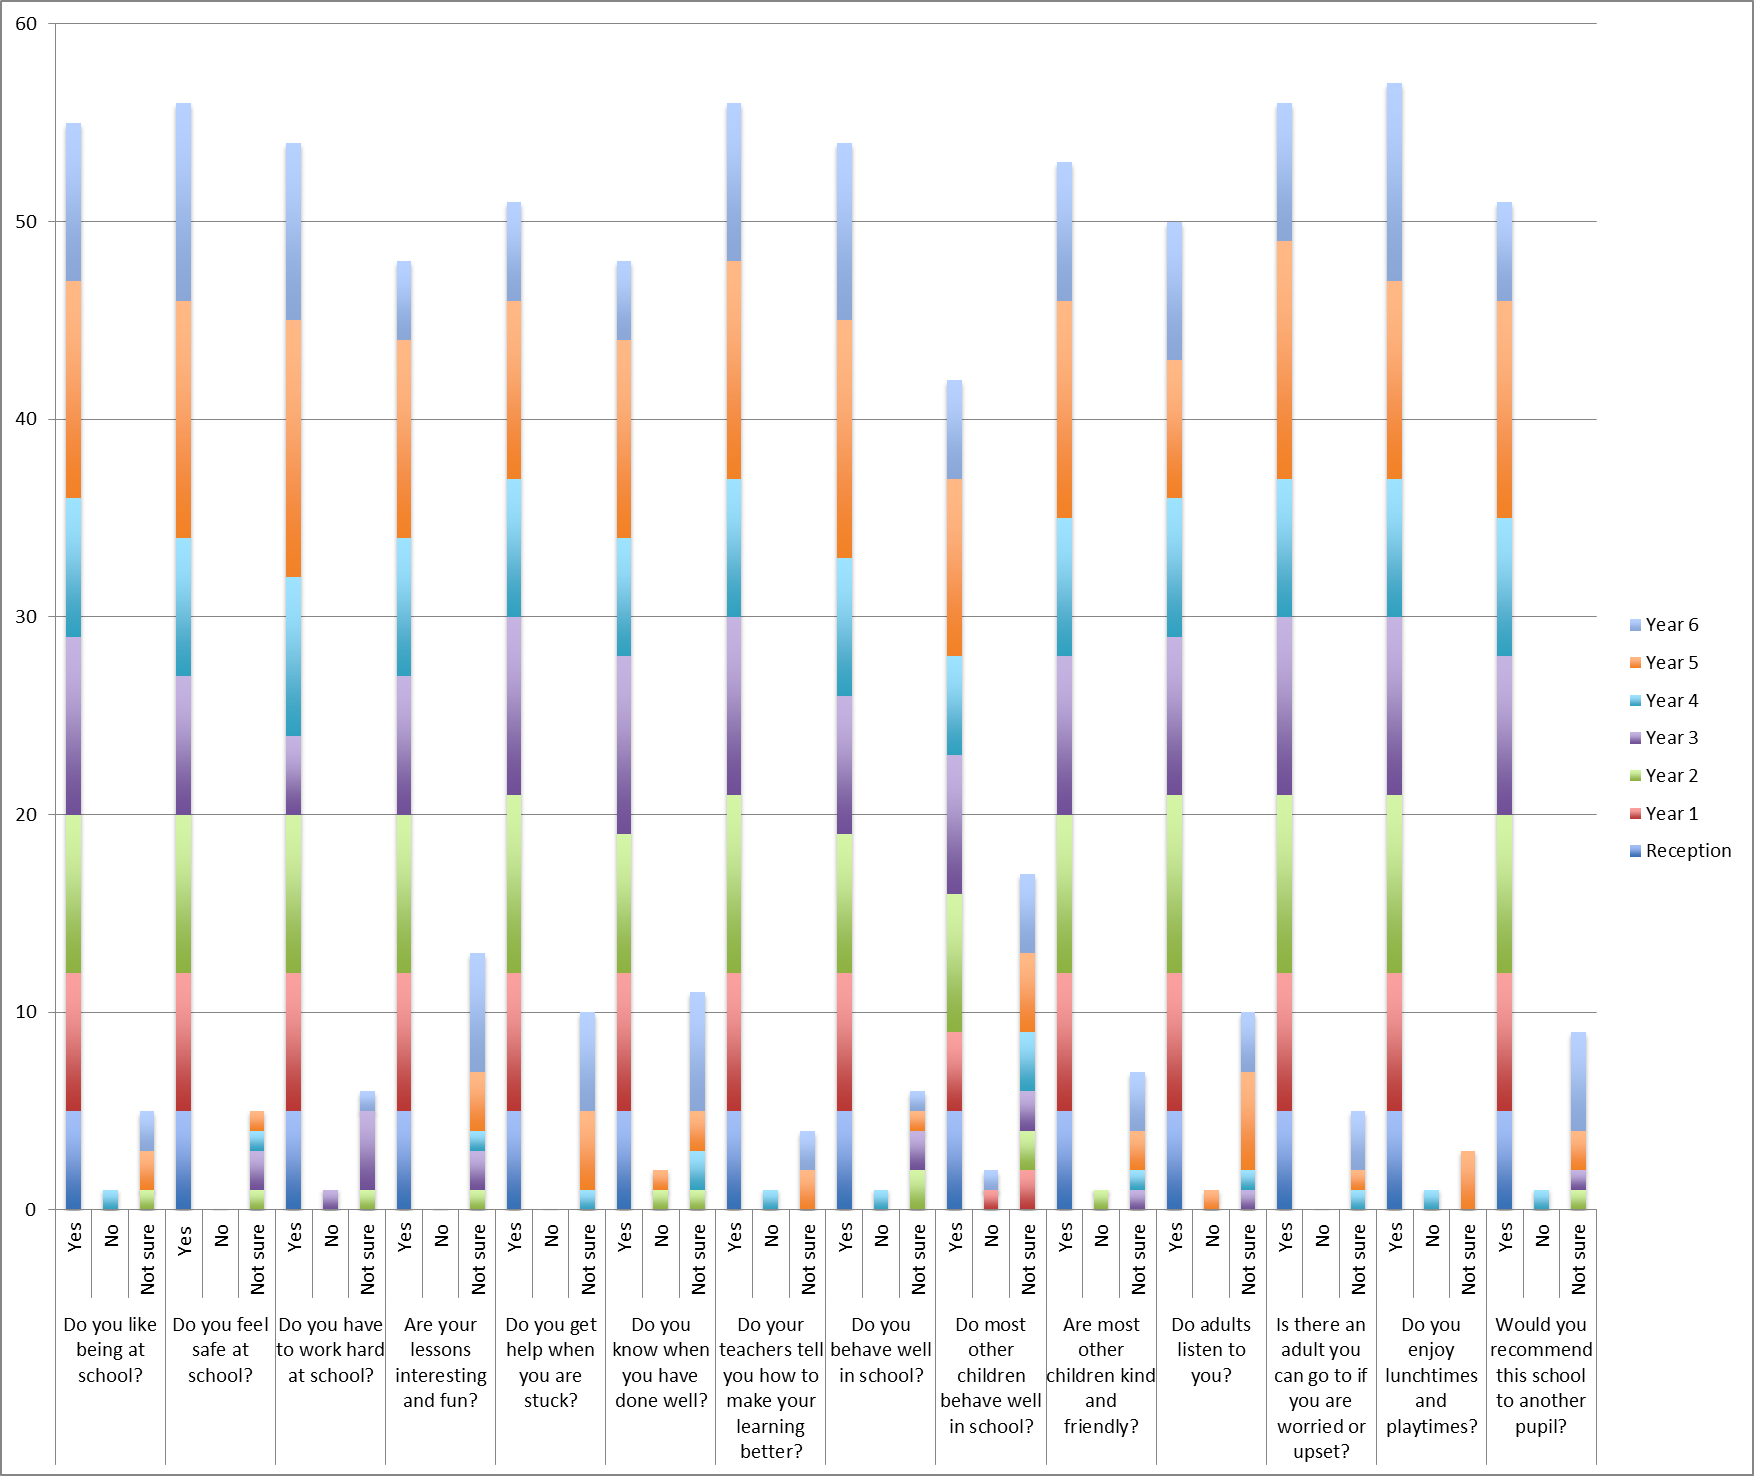 60
50
40
30
20
10
0
Year 6
Year 5
Year 4
Year 3
Year 2
Year 1
Reception
Yes
No
Not sure
Yes
No
Not sure
Yes
No
Not sure
Yes
No
Not sure
Yes
No
Not sure
Yes
No
Not sure
Yes
No
Not sure
Yes
No
Not sure
Yes
No
Not sure
Yes
No
Not sure
Yes
No
Not sure
Yes
No
Not sure
Yes
No
Not sure
Yes
No
Not sure
Do you like
being at
school?
Do you feel
safe at
school?
Do you have
to work hard
at school?
Are your
lessons
interesting
and fun?
Do you get
help when
you are
stuck?
Do you
know when
you have
done well?
Do your
teachers tell
you how to
make your
learning
better?
Do you
behave well
in school?
Do most
other
children
behave well
in school?
Are most
other
children kind
and
friendly?
Do adults
listen to
you?
Is there an
adult you
can go to if
you are
worried or
upset?
Do you
enjoy
lunchtimes
and
playtimes?
Would you
recommend
this school
to another
pupil?